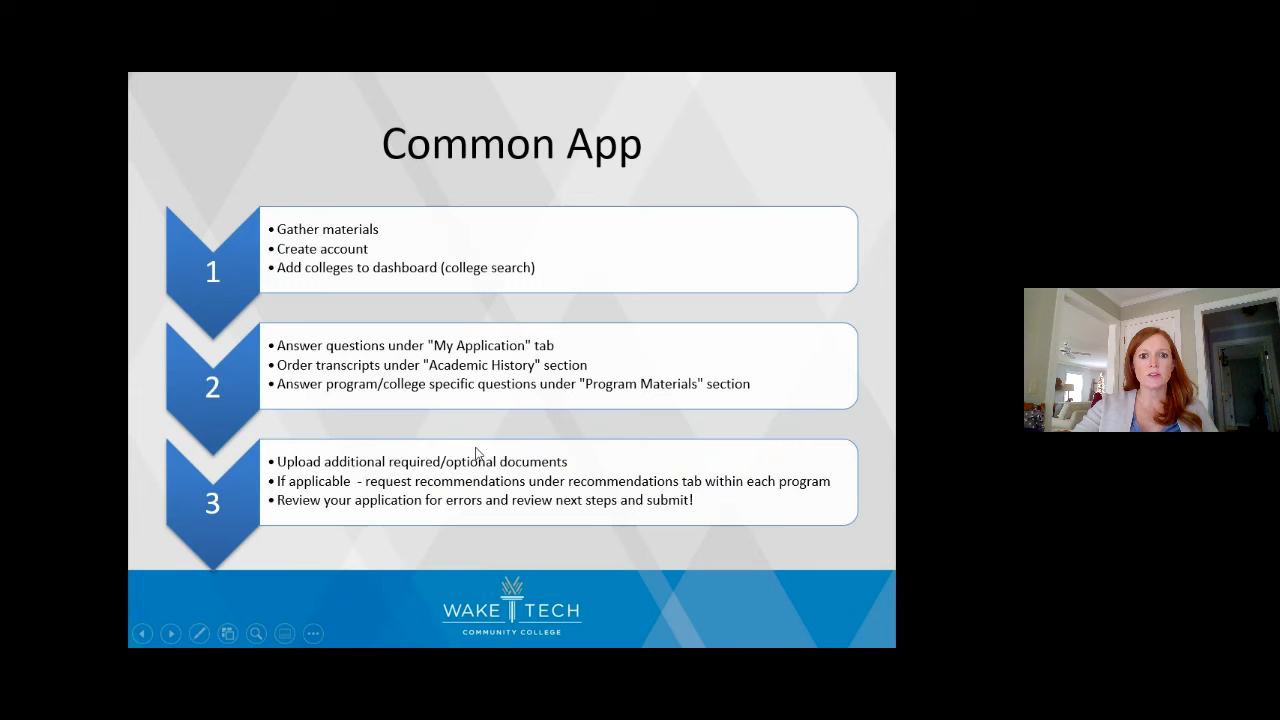 Common App
1
• Gather materials
• Create account
• Add colleges to dashboard (college search)
2
• Answer questions under "My Application" tab
• Order transcripts under "Academic History" section
• Answer program/college specific questions under "Program Materials" section
3
• Upload additional required/optional documents
• If applicable - request recommendations under recommendations tab within each program
• Review your application for errors and review next steps and submit!
WAKE TECH
COMMUNITY COLLEGE